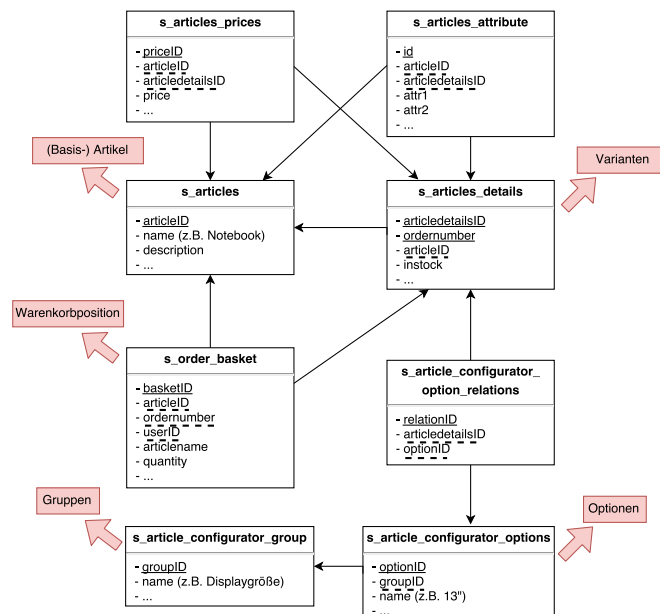 s_articles_prices
- priceID
- articleID
- articledetailsID
- price
- ...
s_articles_attribute
- id
- articleID
- articledetailsID
- attr1
- attr2
- ...
(Basis-) Artikel
Varianten
s_articles
- articleID
- name (z.B. Notebook)
- description
- ...
s_articles_details
- articledetailsID
- ordernumber
- articleID
- instock
- ...
Warenkorbposition
s_order_basket
- basketID
- articleID
- ordernumber
- userID
- articlename
- quantity
- ...
s_article_configurator_
option_relations
- relationID
- articledetailsID
- optionID
Gruppen
Optionen
s_article_configurator_group
- groupID
- name (z.B. Displaygröße)
- ...
s_article_configurator_options
- optionID
- groupID
- name (z.B. 13")
- ...